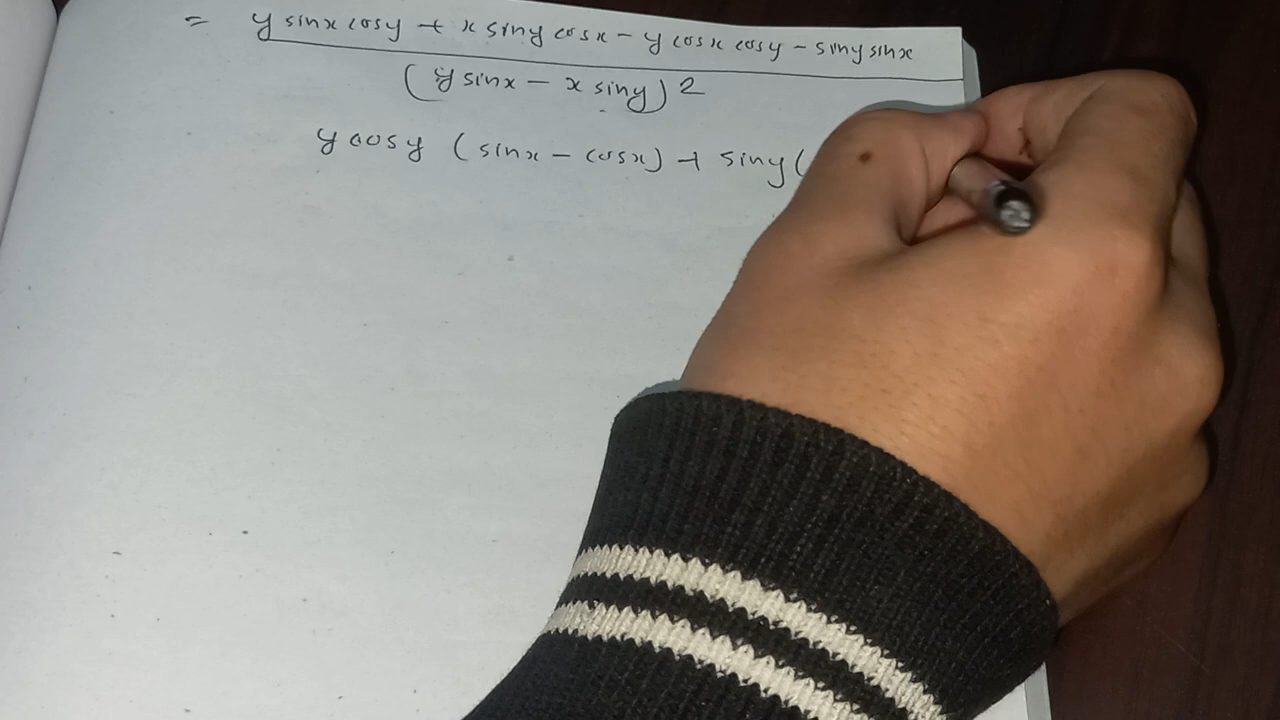 = y sinx cosy + x siny cosx - y cosx cosy - siny sinx
(y sinx - x siny)2
y cosy (sinx - cosx) + siny(